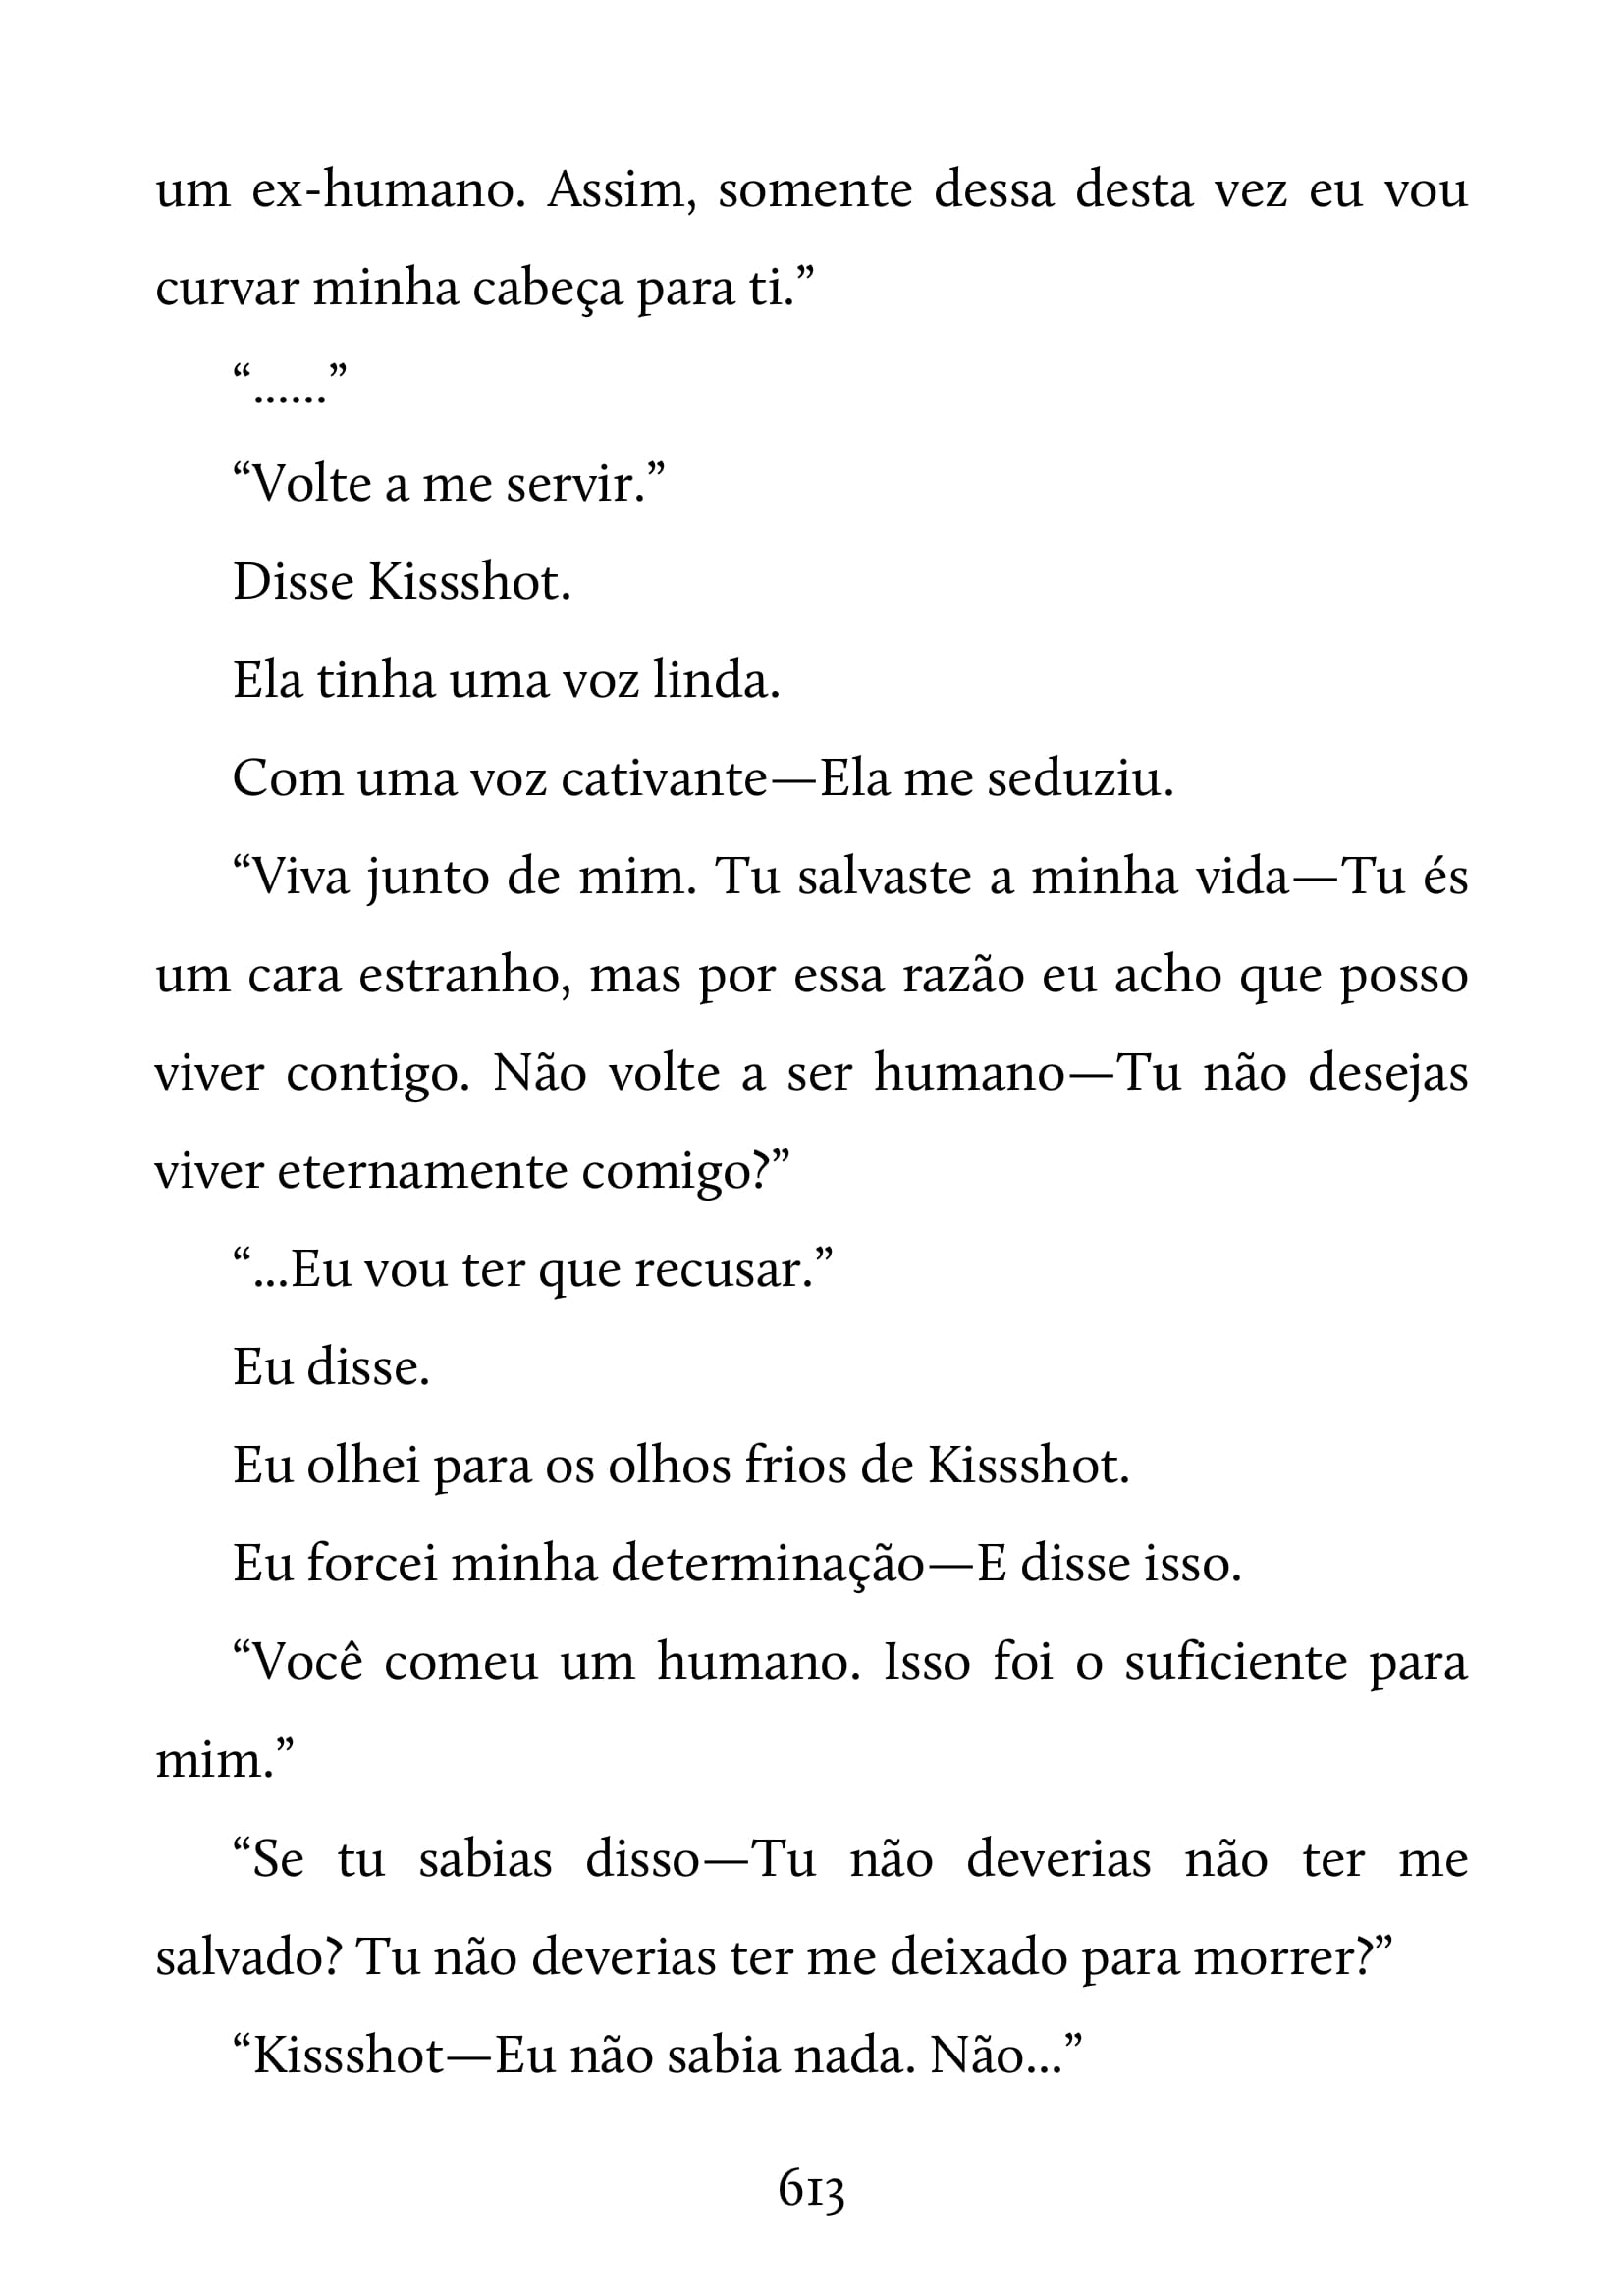 um ex-humano. Assim, somente dessa desta vez eu vou
curvar minha cabeça para ti.”
“......”
“Volte a me servir.”
Disse Kissshot.
Ela tinha uma voz linda.
Com uma voz cativante—Ela me seduziu.
“Viva junto de mim. Tu salvaste a minha vida—Tu és
um cara estranho, mas por essa razão eu acho que posso
viver contigo. Não volte a ser humano—Tu não desejas
viver eternamente comigo?”
“...Eu vou ter que recusar.”
Eu disse.
Eu olhei para os olhos frios de Kissshot.
Eu forcei minha determinação—E disse isso.
“Você comeu um humano. Isso foi o suficiente para
mim.”
“Se tu sabias disso—Tu não deverias não ter me
salvado? Tu não deverias ter me deixado para morrer?”
“Kissshot—Eu não sabia nada. Não...”
613